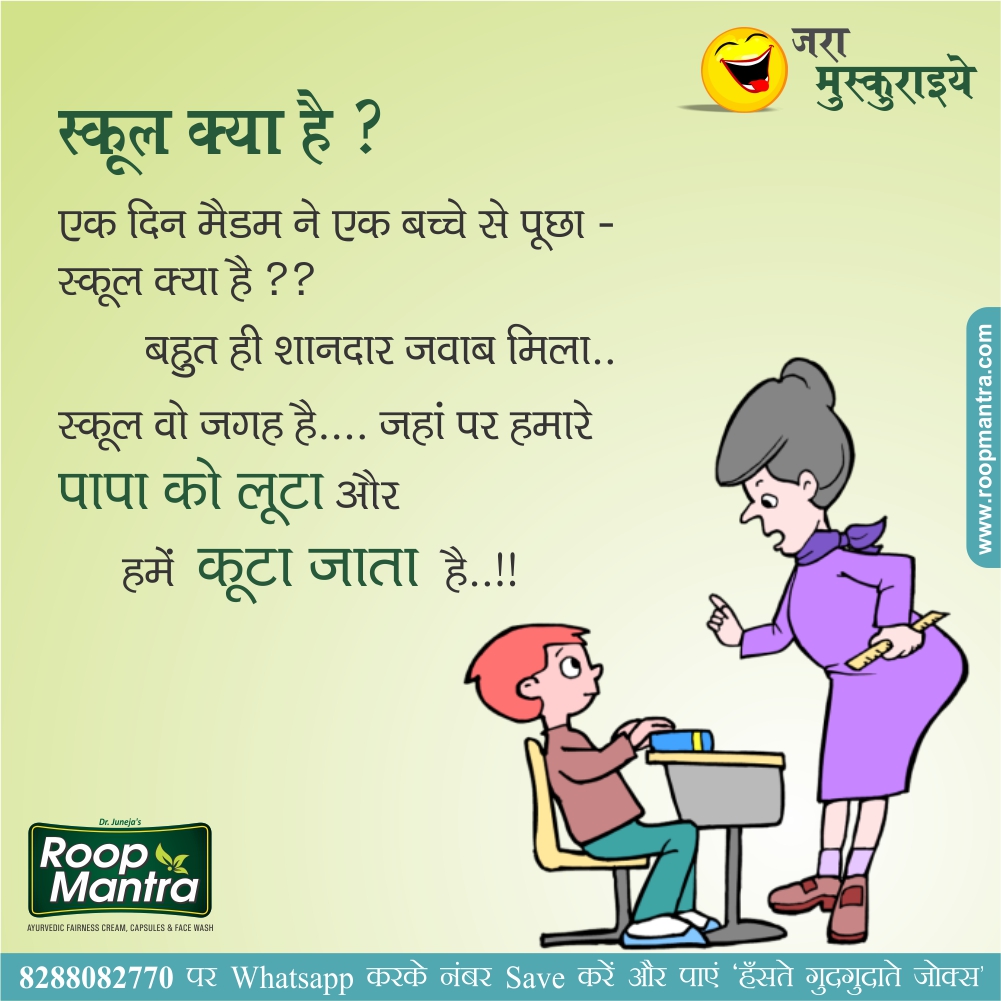 जरा
मुस्कुराइये
स्कूल क्या है ?
एक दिन मैडम ने एक बच्चे से पूछा -
स्कूल क्या है ??
बहुत ही शानदार जवाब मिला..
स्कूल वो जगह है.... जहां पर हमारे
पापा को लूटा और
हमें कूटा जाता है..!!
www.roopmantra.com
Dr. Juneja's
Roop
Mantra
AYURVEDIC FAIRNESS CREAM, CAPSULES & FACE WASH
8288082770 पर Whatsapp करके नंबर Save करें और पाएं ‘हँसते गुदगुदाते जोक्स’